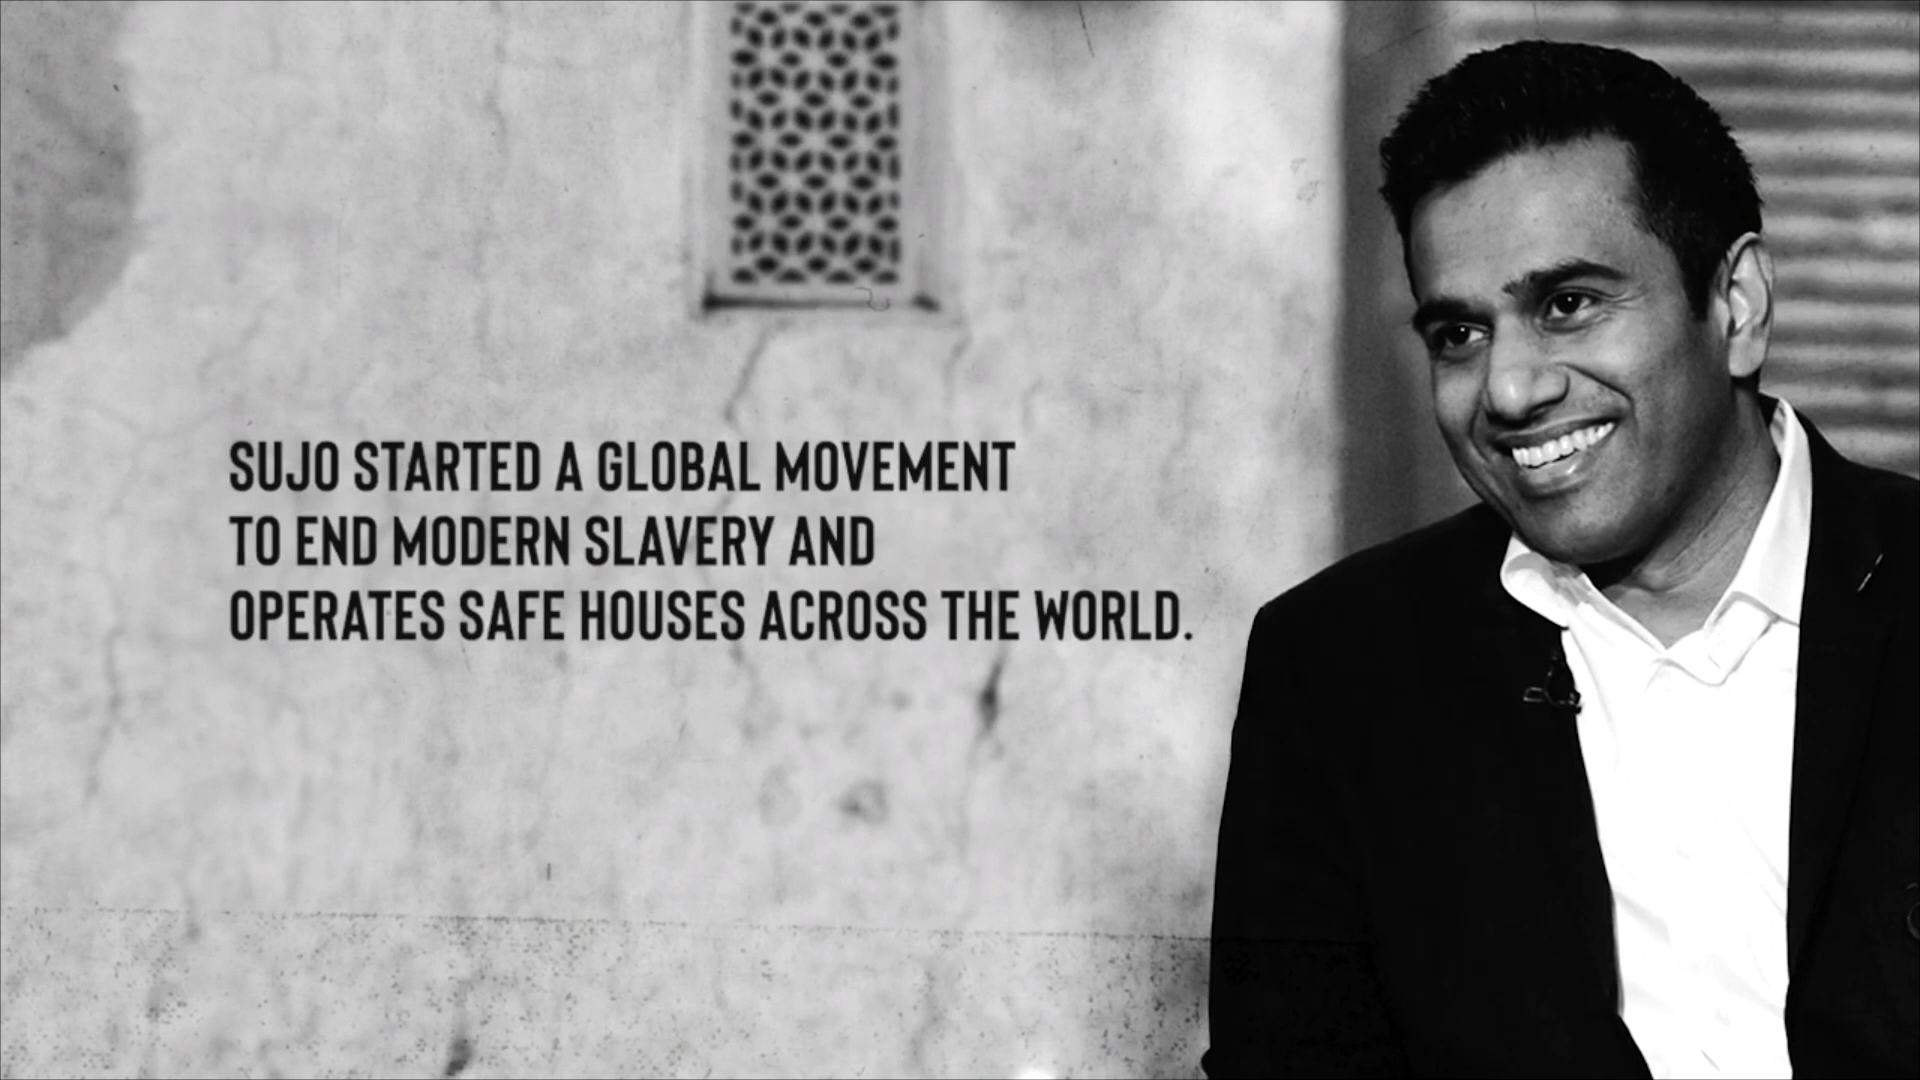 SUJO STARTED A GLOBAL MOVEMENT
TO END MODERN SLAVERY AND
OPERATES SAFE HOUSES ACROSS THE WORLD.